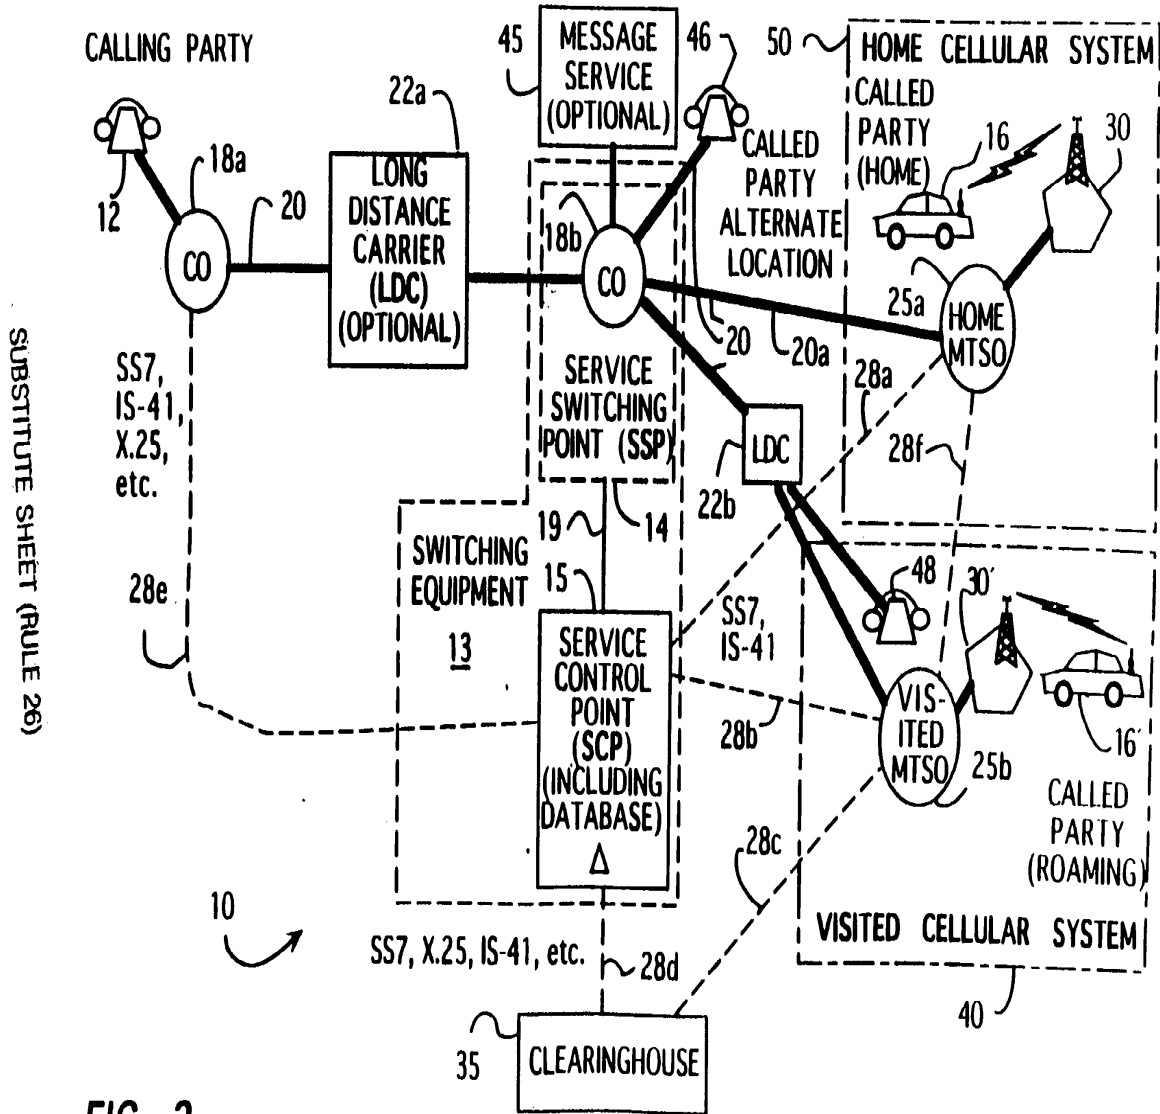 CALLING PARTY
12
18a
CO
20
22a
LONG
DISTANCE
CARRIER
(LDC)
(OPTIONAL)
45
MESSAGE
SERVICE
(OPTIONAL)
46
CALLED
PARTY
ALTERNATE
LOCATION
18b
CO
SERVICE
SWITCHING
POINT (SSP)
20
20a
50
HOME CELLULAR SYSTEM
CALLED
PARTY
(HOME)
16
30
25a
HOME
MTSO
28a
28f
LDC
22b
SS7,
IS-41,
X.25,
etc.
28e
SWITCHING
EQUIPMENT
13
19
14
15
SERVICE
CONTROL
POINT
(SCP)
(INCLUDING
DATABASE)
SS7,
IS-41
28b
48
30'
VIS-
ITED
MTSO
25b
16'
CALLED
PARTY
(ROAMING)
VISITED CELLULAR SYSTEM
40
28c
10
SS7, X.25, IS-41, etc.
28d
35
CLEARINGHOUSE
SUBSTITUTE SHEET (RULE 26)